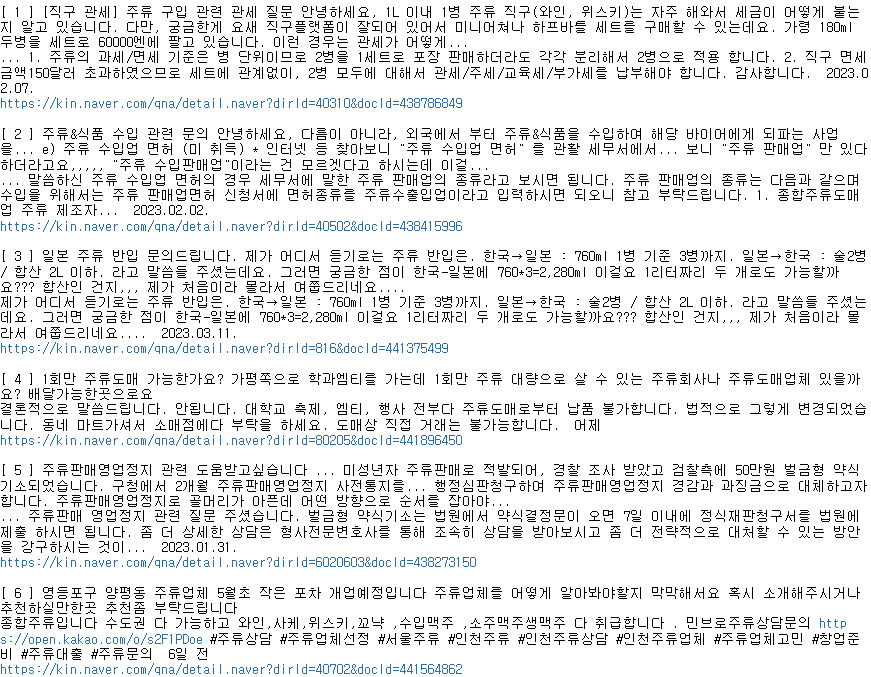 [ 1 ] [직구 관세] 주류 구입 관련 관세 질문 안녕하세요, 1L 이내 1병 주류 직구(와인, 위스키)는 자주 해와서 세금이 어떻게 붙는
지 알고 있습니다. 다만, 궁금한게 요새 직구플랫폼이 잘되어 있어서 미니어쳐나 하프바틀 세트를 구매할 수 있는데요. 가령 180ml
두병을 세트로 60000엔에 팔고 있습니다. 이런 경우는 관세가 어떻게...
... 1. 주류의 과세/면세 기준은 병 단위이므로 2병을 1세트로 포장 판매하더라도 각각 분리해서 2병으로 적용 합니다. 2. 직구 면세
금액150달러 초과하였으므로 세트에 관계없이, 2병 모두에 대해서 관세/주세/교육세/부가세를 납부해야 합니다. 감사합니다.  2023.0
2.07.
https://kin.naver.com/qna/detail.naver?dirId=40310&docId=438786849
[ 2 ] 주류&식품 수입 관련 문의 안녕하세요, 다름이 아니라, 외국에서 부터 주류&식품을 수입하여 해당 바이어에게 되파는 사업
을... e) 주류 수입업 면허 (미 취득) * 인터넷 등 찾아보니 "주류 수입업 면허" 를 관할 세무서에서... 보니 "주류 판매업" 만 있다
하더라고요,,,,, "주류 수입판매업"이라는 건 모르겟다고 하시는데 이걸...
... 말씀하신 주류 수입업 면허의 경우 세무서에 말한 주류 판매업의 종류라고 보시면 됩니다. 주류 판매업의 종류는 다음과 같으며
수입을 위해서는 주류 판매업면허 신청서에 면허종류를 주류수출입업이라고 입력하시면 되오니 참고 부탁드립니다. 1. 종합주류도매
업 주류 제조자...  2023.02.02.
https://kin.naver.com/qna/detail.naver?dirId=40502&docId=438415996
[ 3 ] 일본 주류 반입 문의드립니다. 제가 어디서 듣기로는 주류 반입은. 한국→일본 : 760ml 1병 기준 3병까지. 일본→한국 : 술2병
/ 합산 2L 이하. 라고 말씀을 주셨는데요. 그러면 궁금한 점이 한국-일본에 760*3=2,280ml 이걸요 1리터짜리 두 개로도 가능할까
요??? 합산인 건지,,, 제가 처음이라 몰라서 여쭙드리네요....
제가 어디서 듣기로는 주류 반입은. 한국→일본 : 760ml 1병 기준 3병까지. 일본→한국 : 술2병 / 합산 2L 이하. 라고 말씀을 주셨는
데요. 그러면 궁금한 점이 한국-일본에 760*3=2,280ml 이걸요 1리터짜리 두 개로도 가능할까요??? 합산인 건지,,, 제가 처음이라 몰
라서 여쭙드리네요....  2023.03.11.
https://kin.naver.com/qna/detail.naver?dirId=816&docId=441375499
[ 4 ] 1회만 주류도매 가능한가요? 가평쪽으로 학과엠티를 가는데 1회만 주류 대량으로 살 수 있는 주류회사나 주류도매업체 있을까
요? 배달가능한곳으로요
결론적으로 말씀드립니다. 안됩니다. 대학교 축제, 엠티, 행사 전부다 주류도매로부터 납품 불가합니다. 법적으로 그렇게 변경되었습
니다. 동네 마트가셔서 소매점에다 부탁을 하세요. 도매상 직접 거래는 불가능합니다.  어제
https://kin.naver.com/qna/detail.naver?dirId=80205&docId=441896450
[ 5 ] 주류판매영업정지 관련 도움받고싶습니다 ... 미성년자 주류판매로 적발되어, 경찰 조사 받았고 검찰측에 50만원 벌금형 약식
기소되었습니다. 구청에서 2개월 주류판매영업정지 사전통지를... 행정심판청구하여 주류판매영업정지 경감과 과징금으로 대체하고자
합니다. 주류판매영업정지로 골머리가 아픈데 어떤 방향으로 순서를 잡아야...
... 주류판매 영업정지 관련 질문 주셨습니다. 벌금형 약식기소는 법원에서 약식결정문이 오면 7일 이내에 정식재판청구서를 법원에
제출 하시면 됩니다. 좀 더 상세한 상담은 형사전문변호사를 통해 조속히 상담을 받아보시고 좀 더 전략적으로 대처할 수 있는 방안
을 강구하시는 것이...  2023.01.31.
https://kin.naver.com/qna/detail.naver?dirId=6020603&docId=438273150
[ 6 ] 영등포구 양평동 주류업체 5월초 작은 포차 개업예정입니다 주류업체를 어떻게 알아봐야할지 막막해서요 혹시 소개해주시거나
추천하실만한곳 추천좀 부탁드립니다
종합주류입니다 수도권 다 가능하고 와인,사케,위스키,꼬냑 ,수입맥주 ,소주맥주생맥주 다 취급합니다 . 민브로주류상담문의 http
s://open.kakao.com/o/s2F1PDoe #주류상담 #주류업체선정 #서울주류 #인천주류 #인천주류상담 #인천주류업체 #주류업체고민 #창업준
비 #주류대출 #주류문의  6일 전
https://kin.naver.com/qna/detail.naver?dirId=40702&docId=441564862